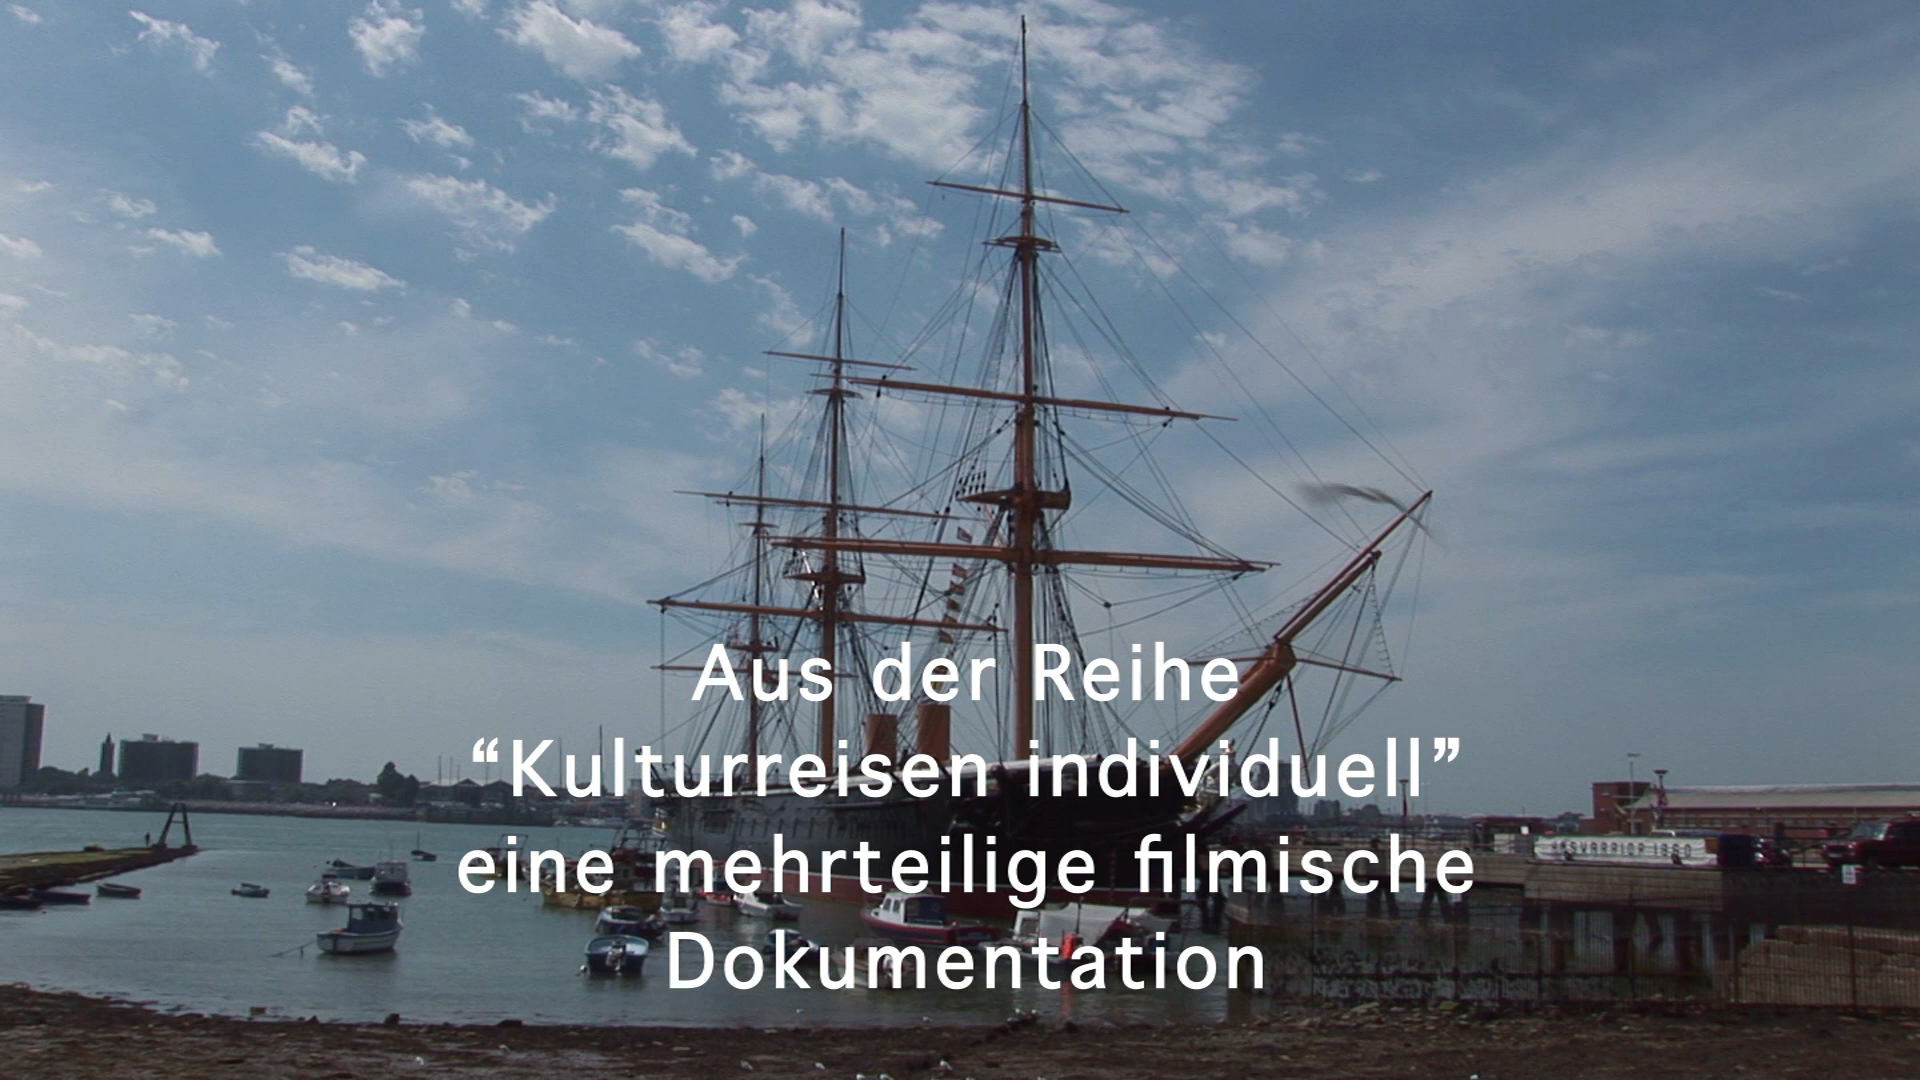 Aus der Reihe
“Kulturreisen individuell”
eine mehrteilige filmische
Dokumentation